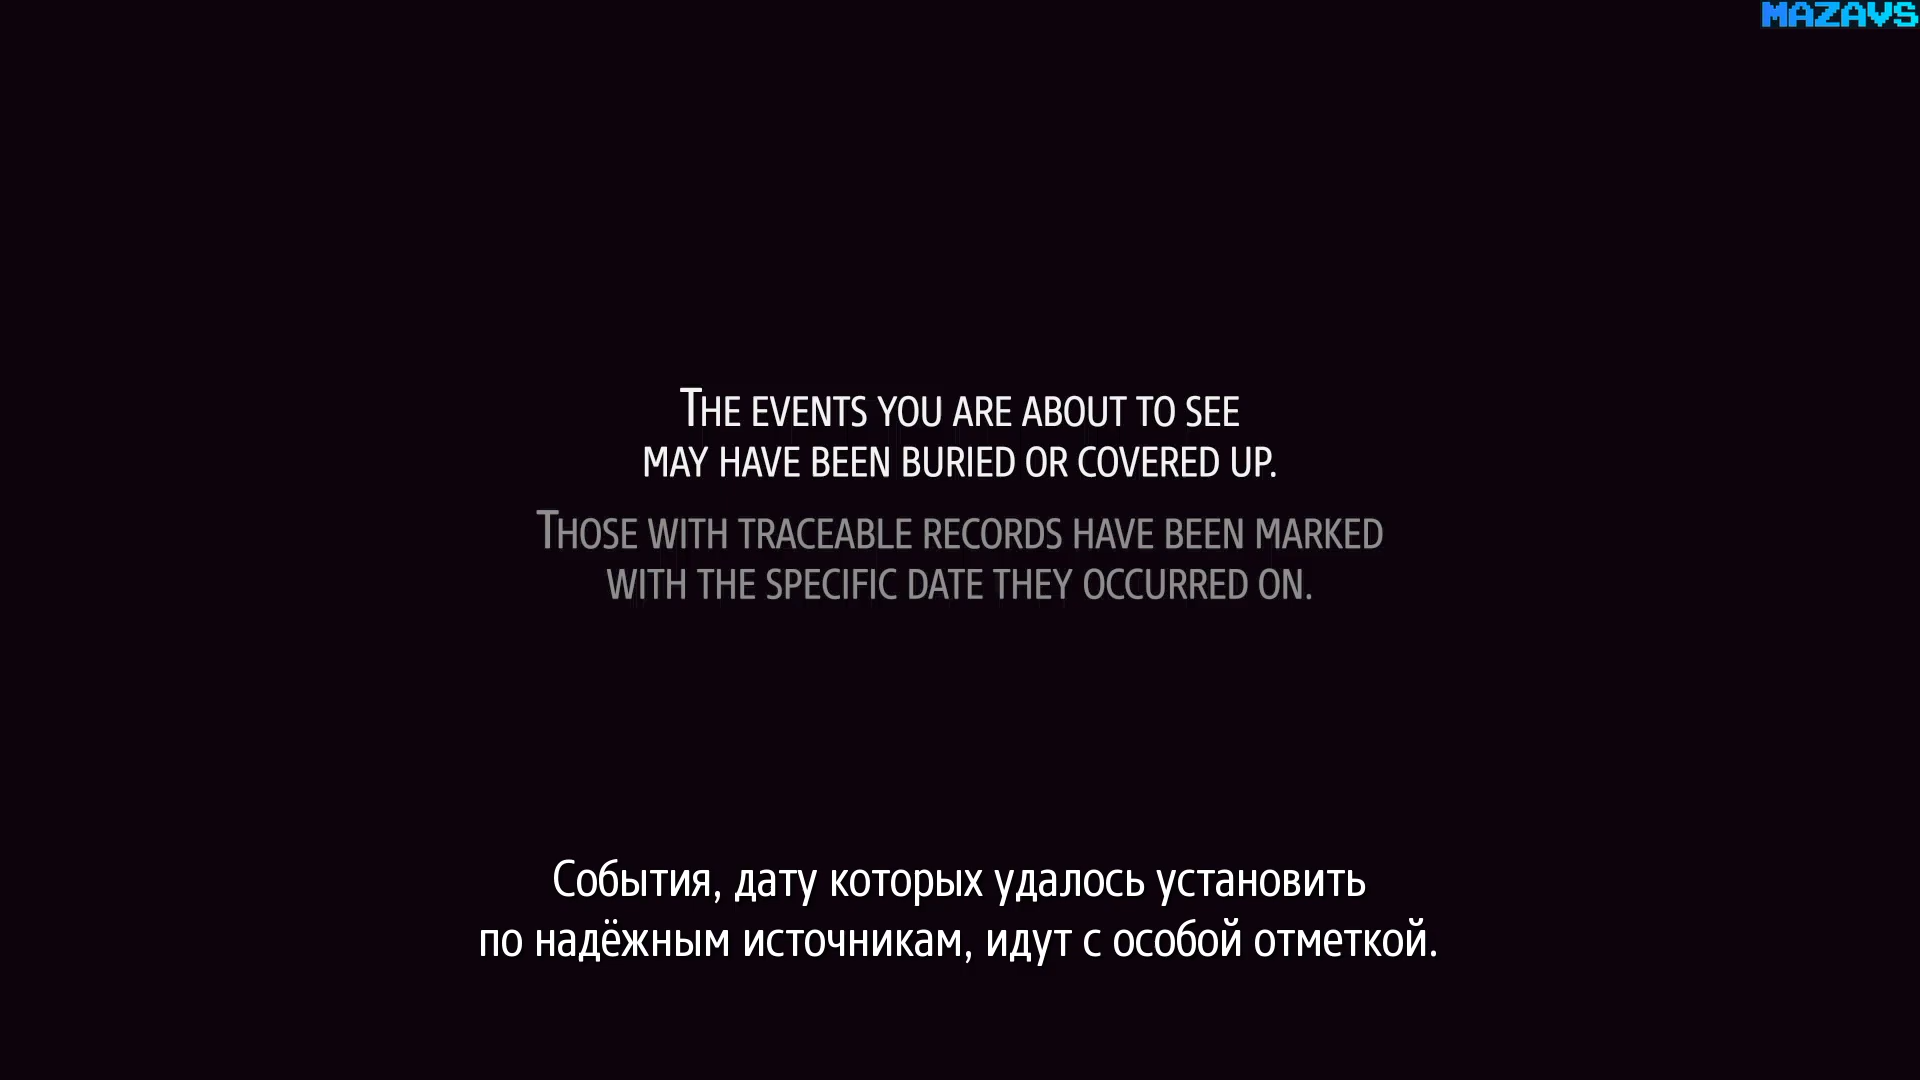 MAZAVS
THE EVENTS YOU ARE ABOUT TO SEE
MAY HAVE BEEN BURIED OR COVERED UP.
THOSE WITH TRACEABLE RECORDS HAVE BEEN MARKED
WITH THE SPECIFIC DATE THEY OCCURRED ON.
События, дату которых удалось установить
по надёжным источникам, идут с особой отметкой.